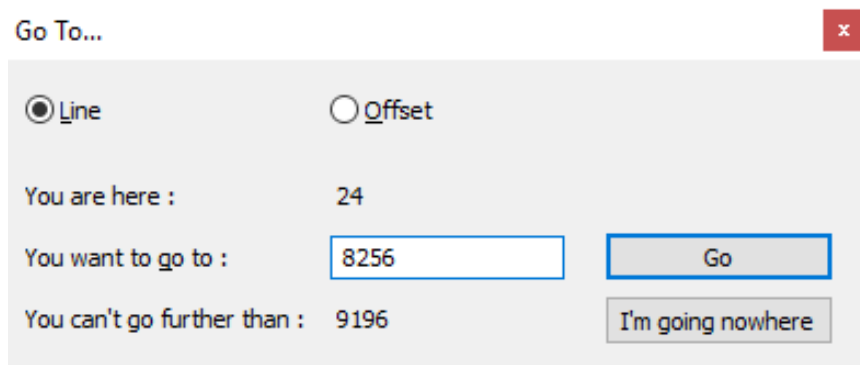 Go To...
x
Line Offset
You are here : 24
You want to go to : 8256 Go
You can't go further than : 9196 I'm going nowhere